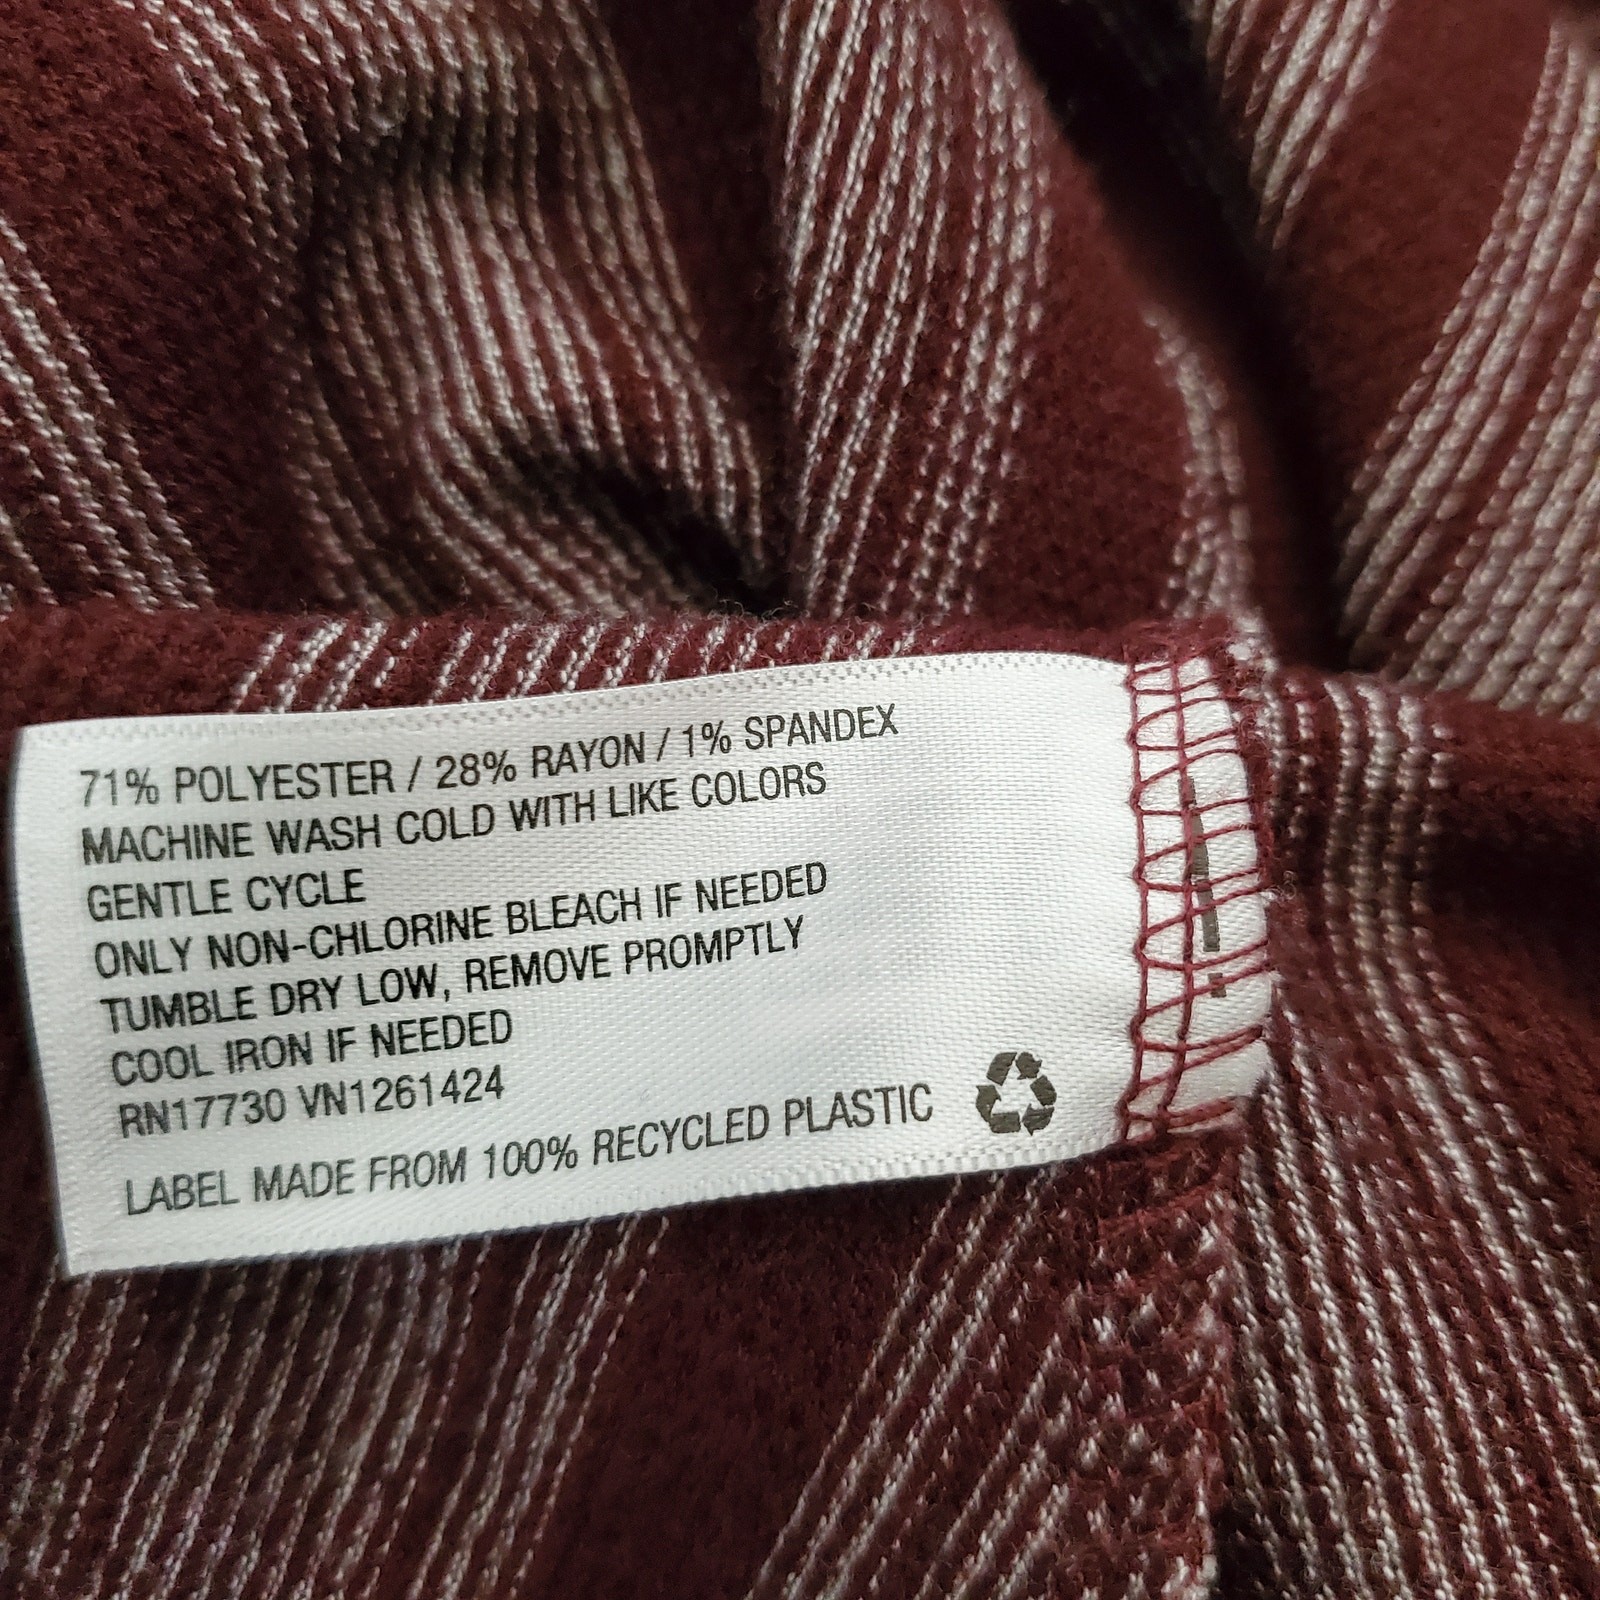 71% POLYESTER / 28% RAYON / 1% SPANDEX
MACHINE WASH COLD WITH LIKE COLORS
GENTLE CYCLE
ONLY NON-CHLORINE BLEACH IF NEEDED
TUMBLE DRY LOW, REMOVE PROMPTLY
COOL IRON IF NEEDED
RN17730 VN1261424
LABEL MADE FROM 100% RECYCLED PLASTIC